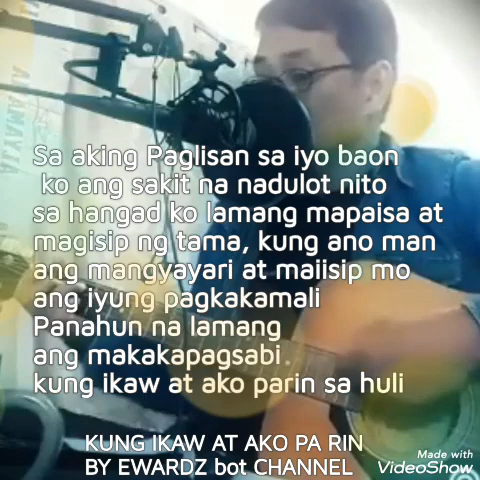 ALAMAYJA
Sa aking Paglisan sa iyo baon
ko ang sakit na nadulot nito
sa hangad ko lamang mapaisa at
magisip ng tama, kung ano man
ang mangyayari at maiisip mo
ang iyung pagkakamali
Panahun na lamang
ang makakapagsabi.
kung ikaw at ako parin sa huli
KUNG IKAW AT AKO PA RIN
BY EWARDZ bot CHANNEL
Made with
VideoShow